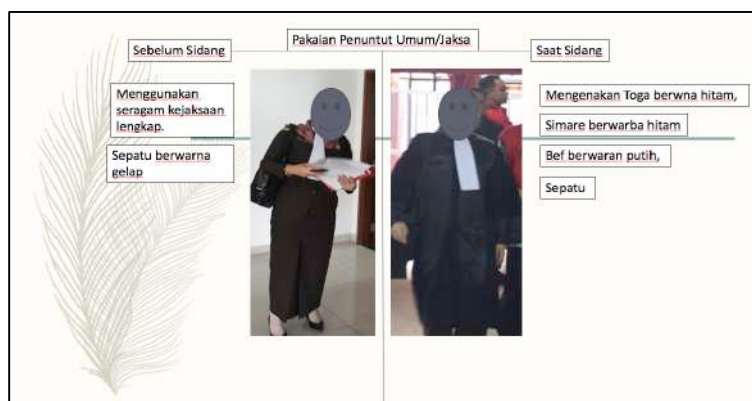 Pakaian Penuntut Umum/Jaksa
Sebelum Sidang
Menggunakan
seragam kejaksaan
lengkap.
Sepatu berwarna
gelap
Saat Sidang
Mengenakan Toga berwna hitam,
Simare berwarba hitam
Bef berwaran putih,
Sepatu